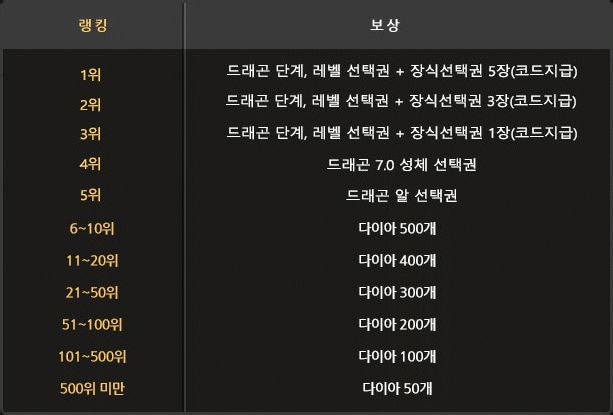 랭킹 보상
1위 드래곤 단계, 레벨 선택권 + 장식선택권 5장(코드지급)
2위 드래곤 단계, 레벨 선택권 + 장식선택권 3장(코드지급)
3위 드래곤 단계, 레벨 선택권 + 장식선택권 1장(코드지급)
4위 드래곤 7.0 성체 선택권
5위 드래곤 알 선택권
6~10위 다이아 500개
11~20위 다이아 400개
21~50위 다이아 300개
51~100위 다이아 200개
101~500위 다이아 100개
500위 미만 다이아 50개